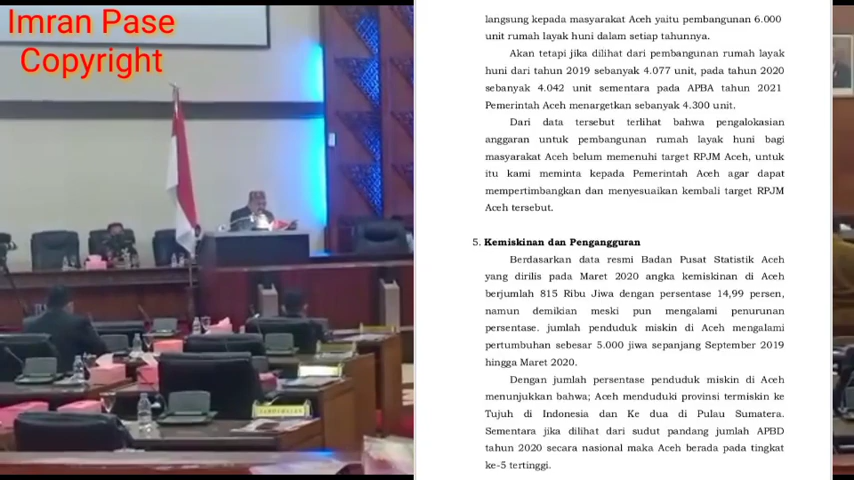 Imran Pase
Copyright
langsung kepada masyarakat Aceh yaitu pembangunan 6.000
unit rumah layak huni dalam setiap tahunnya.
Akan tetapi jika dilihat dari pembangunan rumah layak
huni dari tahun 2019 sebanyak 4.077 unit, pada tahun 2020
sebanyak 4.042 unit sementara pada APBA tahun 2021
Pemerintah Aceh menargetkan sebanyak 4.300 unit.
Dari data tersebut terlihat bahwa pengalokasian
anggaran untuk pembangunan rumah layak huni bagi
masyarakat Aceh belum memenuhi target RPJM Aceh, untuk
itu kami meminta kepada Pemerintah Aceh agar dapat
mempertimbangkan dan menyesuaikan kembali target RPJM
Aceh tersebut.
5. Kemiskinan dan Pengangguran
Berdasarkan data resmi Badan Pusat Statistik Aceh
yang dirilis pada Maret 2020 angka kemiskinan di Aceh
berjumlah 815 Ribu Jiwa dengan persentase 14,99 persen,
namun demikian meski pun mengalami penurunan
persentase. jumlah penduduk miskin di Aceh mengalami
pertumbuhan sebesar 5.000 jiwa sepanjang September 2019
hingga Maret 2020.
Dengan jumlah persentase penduduk miskin di Aceh
menunjukkan bahwa; Aceh menduduki provinsi termiskin ke
Tujuh di Indonesia dan Ke dua di Pulau Sumatera.
Sementara jika dilihat dari sudut pandang jumlah APBD
tahun 2020 secara nasional maka Aceh berada pada tingkat
ke-5 tertinggi.